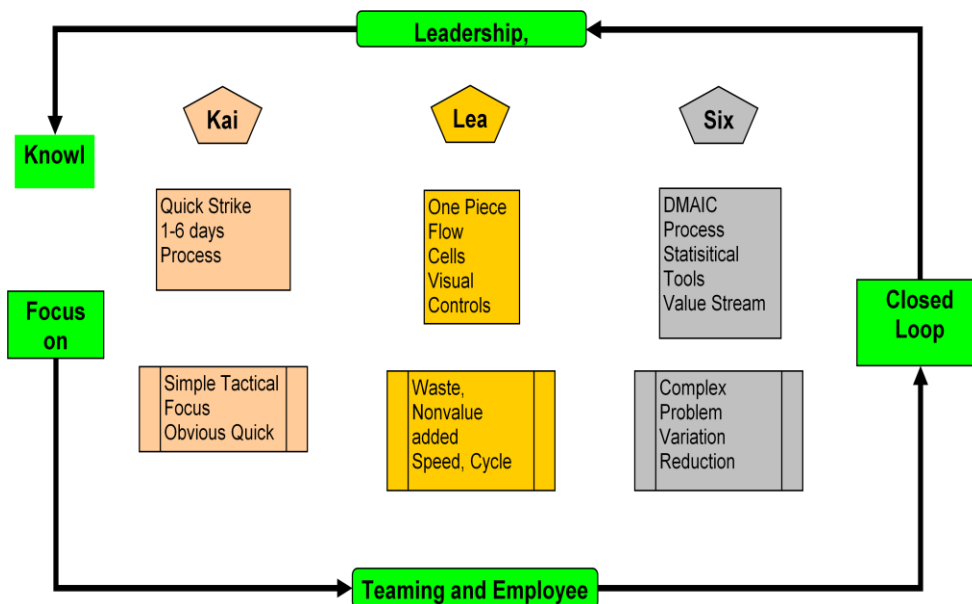 Leadership,
Kai
Lea
Six
Knowl
Quick Strike
1-6 days
Process
One Piece
Flow
Cells
Visual
Controls
DMAIC
Process
Statisitical
Tools
Value Stream
Focus
on
Closed
Loop
Simple Tactical
Focus
Obvious Quick
Waste,
Nonvalue
added
Speed, Cycle
Complex
Problem
Variation
Reduction
Teaming and Employee